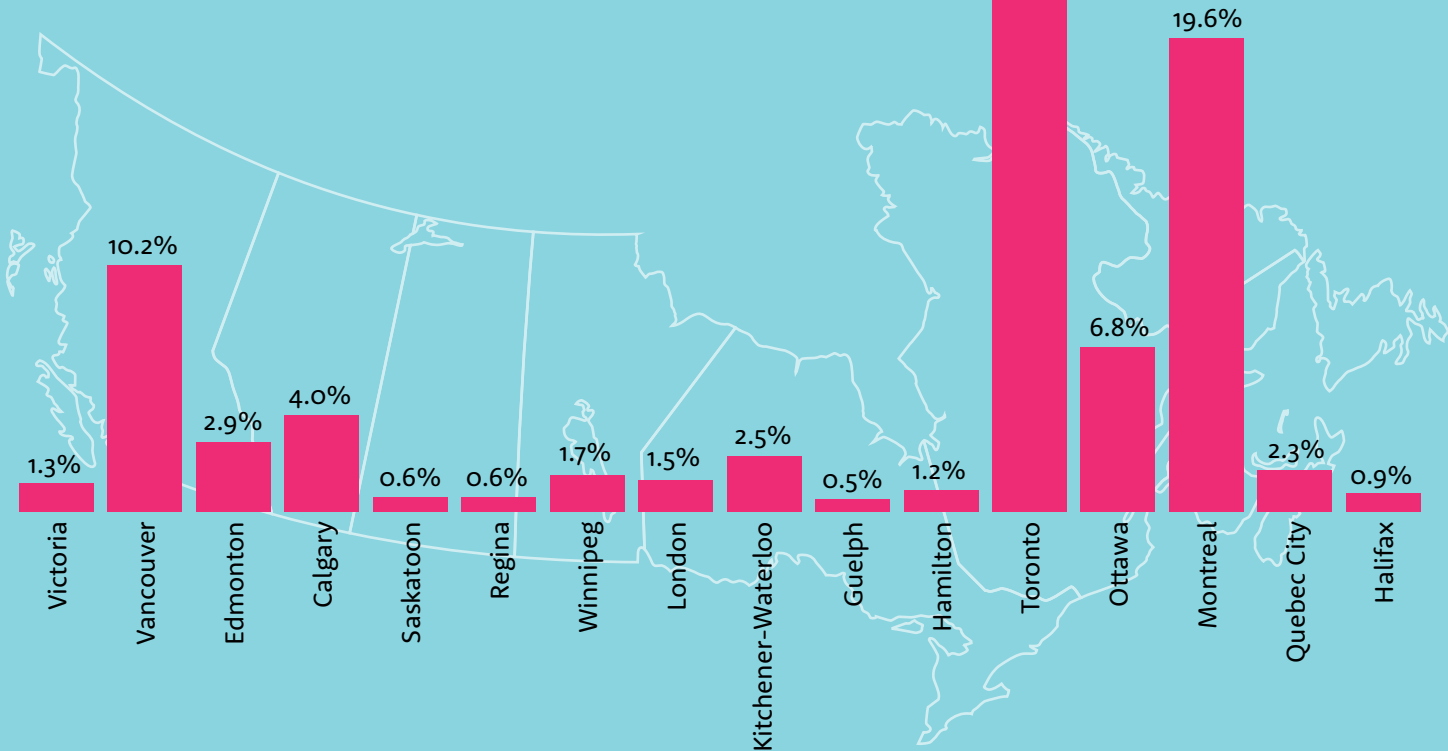 19.6%
10.2%
6.8%
4.0%
2.9%
2.5%
2.3%
1.7%
1.5%
1.3%
1.2%
0.9%
0.6%
0.6%
0.5%
Victoria
Vancouver
Edmonton
Calgary
Saskatoon
Regina
Winnipeg
London
Kitchener-Waterloo
Guelph
Hamilton
Toronto
Ottawa
Montreal
Quebec City
Halifax